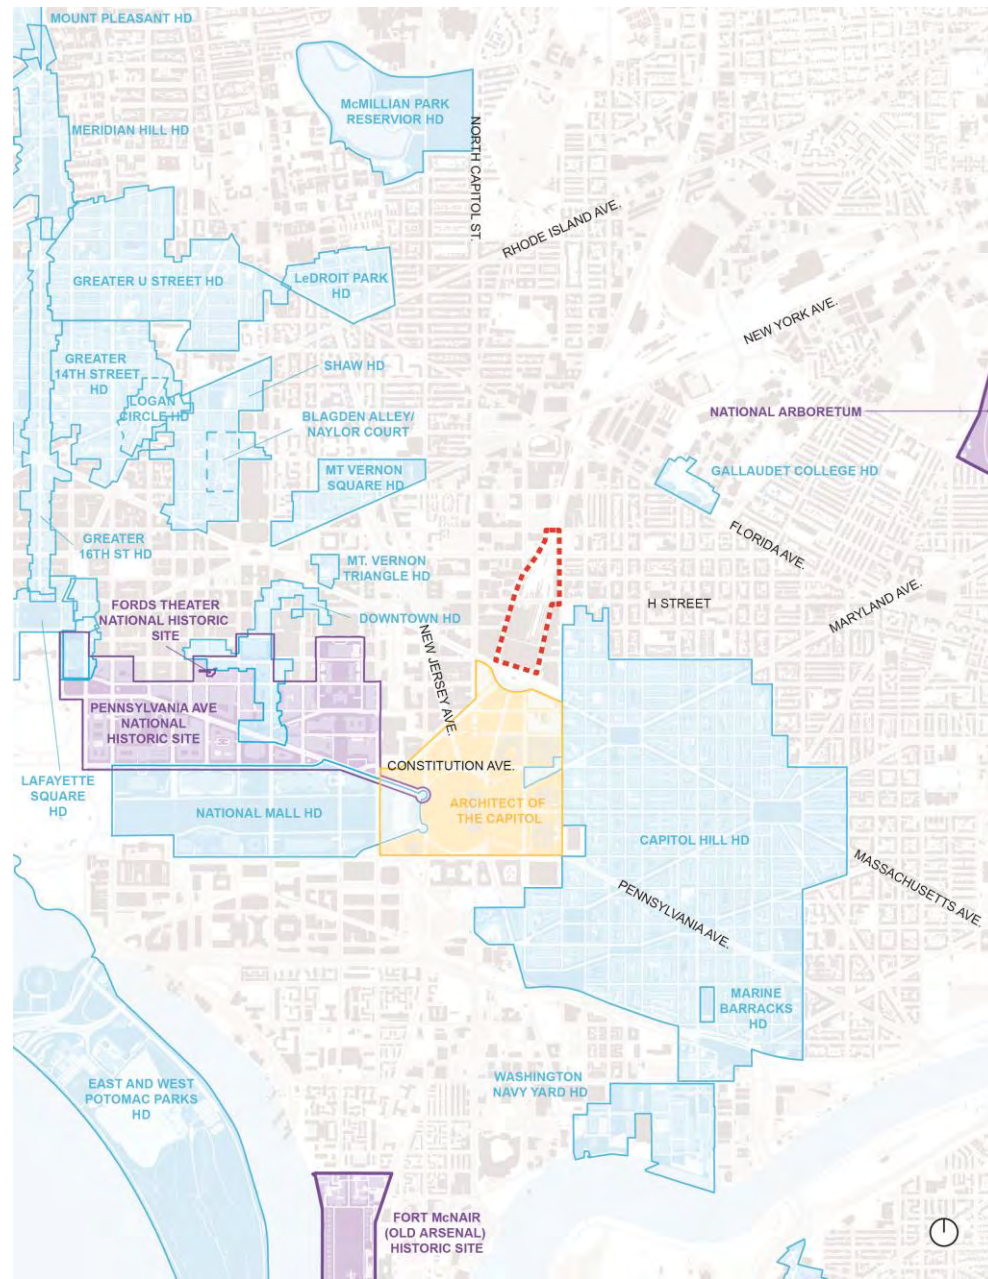 MOUNT PLEASANT HD
McMILLIAN PARK
RESERVIOR HD
MERIDIAN HILL HD
NORTH CAPITOL ST.
RHODE ISLAND AVE.
GREATER U STREET HD
LeDROIT PARK
HD
NEW YORK AVE.
GREATER
14TH STREET
HD
SHAW HD
LOGAN
CIRCLE HD
BLAGDEN ALLEY/
NAYLOR COURT
NATIONAL ARBORETUM
MT VERNON
SQUARE HD
GALLAUDET COLLEGE HD
GREATER
16TH ST HD
FLORIDA AVE.
MT. VERNON
TRIANGLE HD
FORDS THEATER
NATIONAL HISTORIC
SITE
DOWNTOWN HD
H STREET
MARYLAND AVE.
NEW JERSEY AVE.
PENNSYLVANIA AVE
NATIONAL
HISTORIC SITE
CONSTITUTION AVE.
LAFAYETTE
SQUARE
HD
NATIONAL MALL HD
ARCHITECT OF
THE CAPITOL
CAPITOL HILL HD
MASSACHUSETTS AVE.
PENNSYLVANIA AVE.
MARINE
BARRACKS
HD
EAST AND WEST
POTOMAC PARKS
HD
WASHINGTON
NAVY YARD HD
FORT McNAIR
(OLD ARSENAL)
HISTORIC SITE